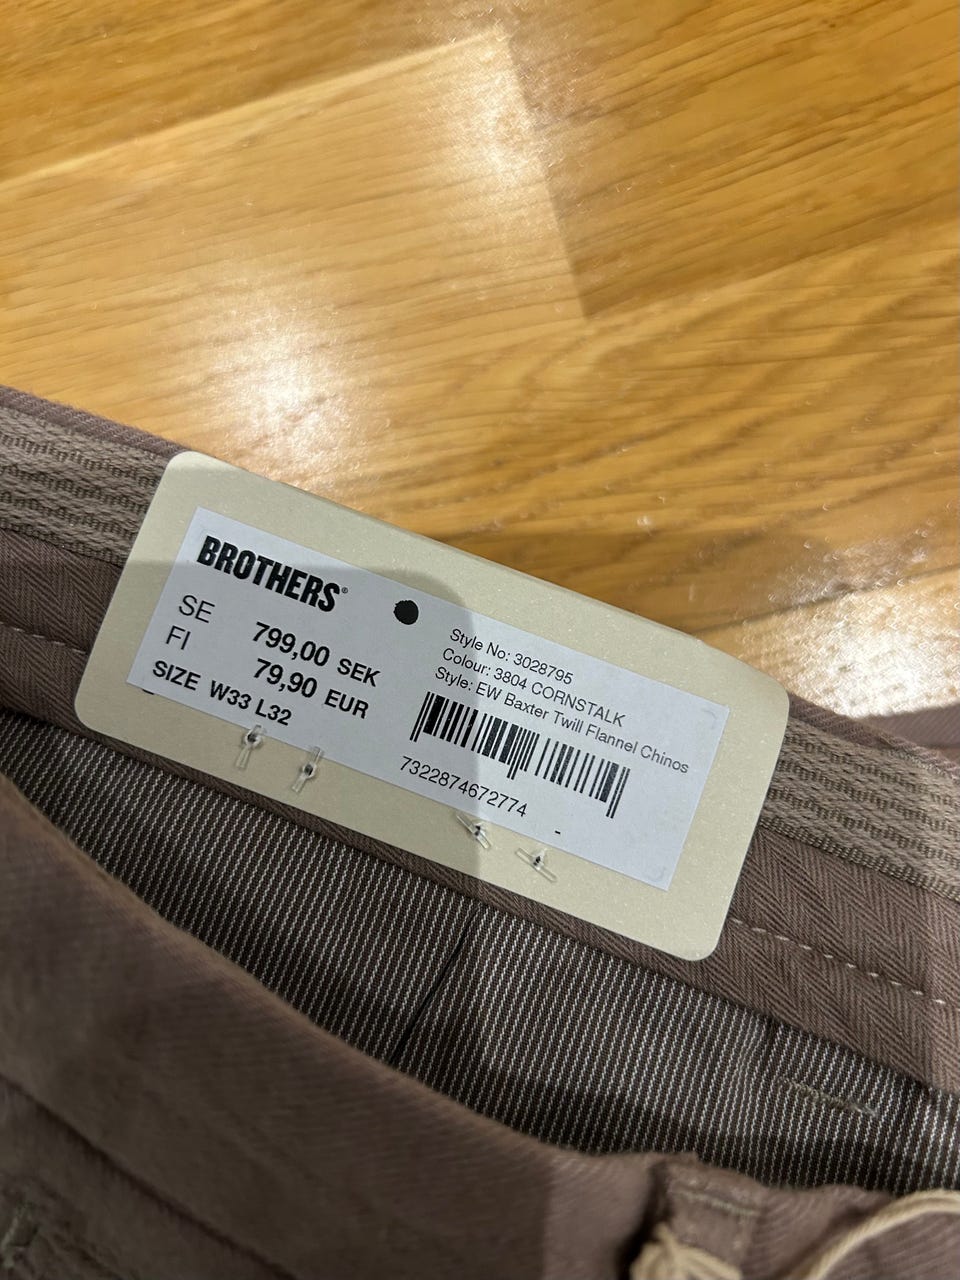 BROTHERS®
SE 799,00 SEK
FI 79,90 EUR
SIZE W33 L32
Style No: 3028795
Colour: 3804 CORNSTALK
Style: EW Baxter Twill Flannel Chinos
7322874672774
-